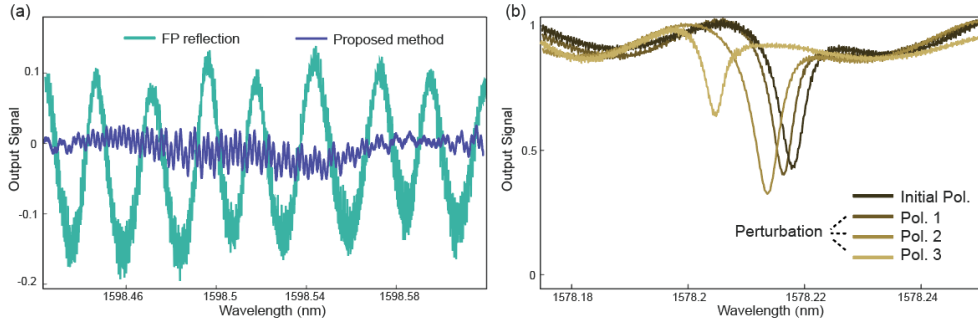 (a)
FP reflection
Proposed method
Output Signal
0.1
0
-0.1
-0.2
1598.46
1598.5
1598.54
1598.58
Wavelength (nm)
(b)
Output Signal
1
0.5
0
Initial Pol.
Pol. 1
Perturbation
Pol. 2
Pol. 3
1578.18
1578.2
1578.22
1578.24
Wavelength (nm)